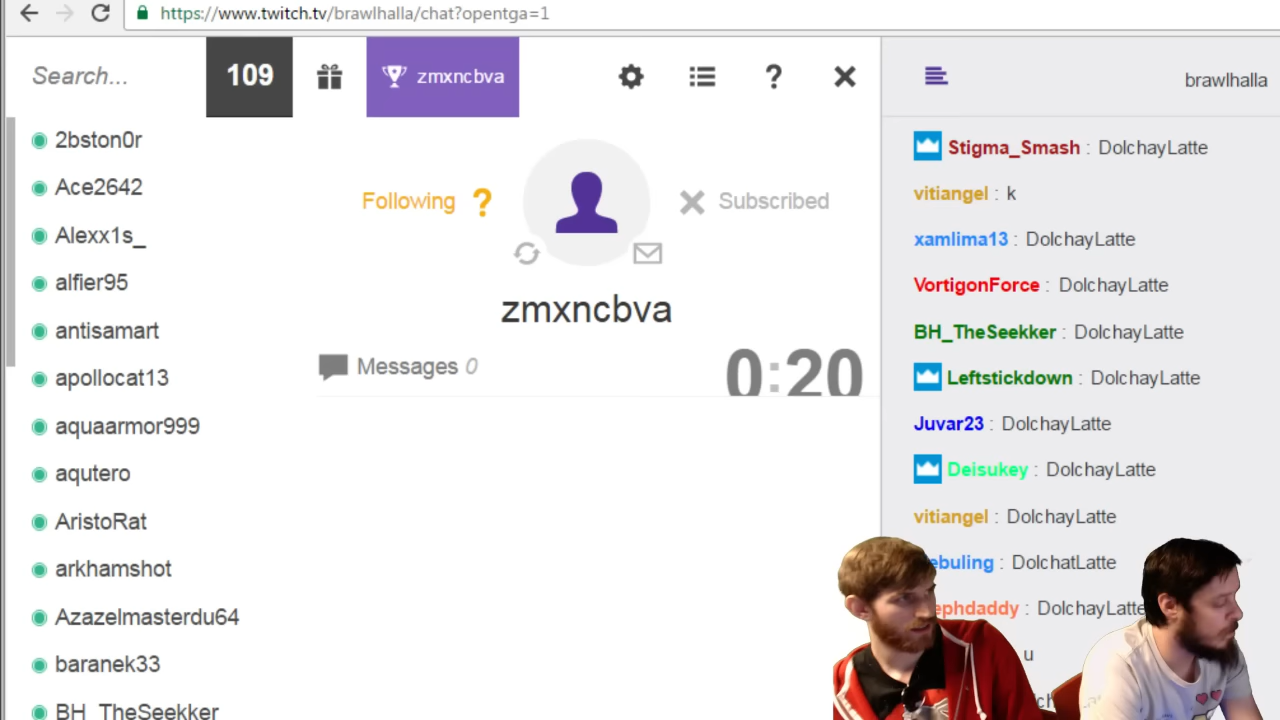 https://www.twitch.tv/brawlhalla/chat?opentga=1
Search...
109
zmxncbva
?
brawlhalla
2bston0r
Ace2642
Alexx1s_
alfier95
antisamart
apollocat13
aquaarmor999
aqutero
AristoRat
arkhamshot
Azazelmasterdu64
baranek33
BH_TheSeekker
Following ?
Subscribed
zmxncbva
Messages 0
0:20
Stigma_Smash : DolchayLatte
vitiangel : k
xamlima13 : DolchayLatte
VortigonForce : DolchayLatte
BH_TheSeekker : DolchayLatte
Leftstickdown : DolchayLatte
Juvar23 : DolchayLatte
Deisukey : DolchayLatte
vitiangel : DolchayLatte
ebuling : DolchatLatte
ephdaddy : DolchayLatte
u